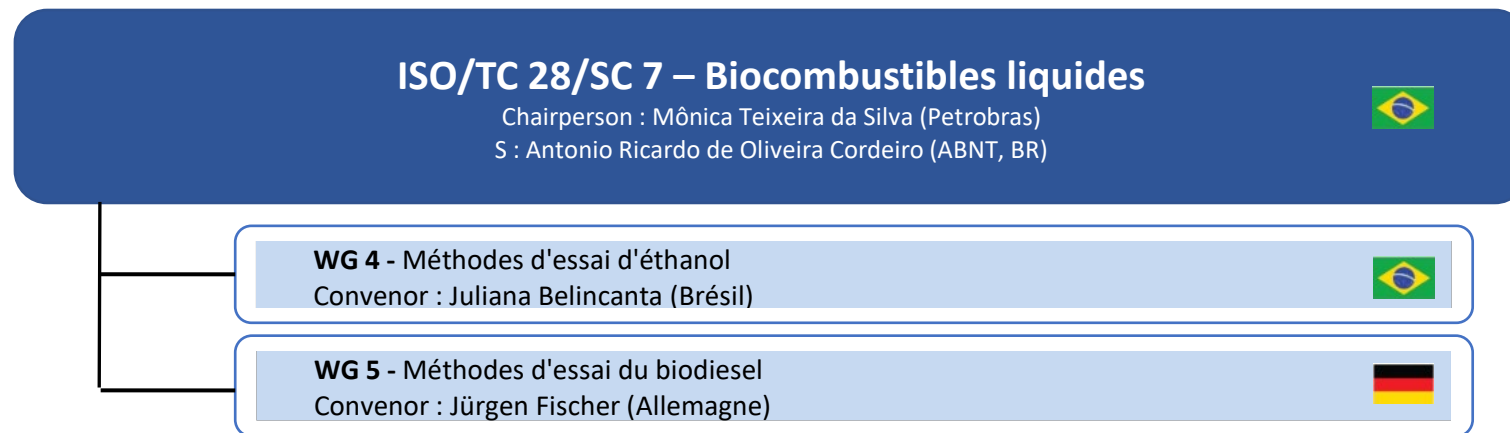 ISO/TC 28/SC 7 – Biocombustibles liquides
Chairperson : Mônica Teixeira da Silva (Petrobras)
S : Antonio Ricardo de Oliveira Cordeiro (ABNT, BR)
WG 4 - Méthodes d'essai d'éthanol
Convenor : Juliana Belincanta (Brésil)
WG 5 - Méthodes d'essai du biodiesel
Convenor : Jürgen Fischer (Allemagne)